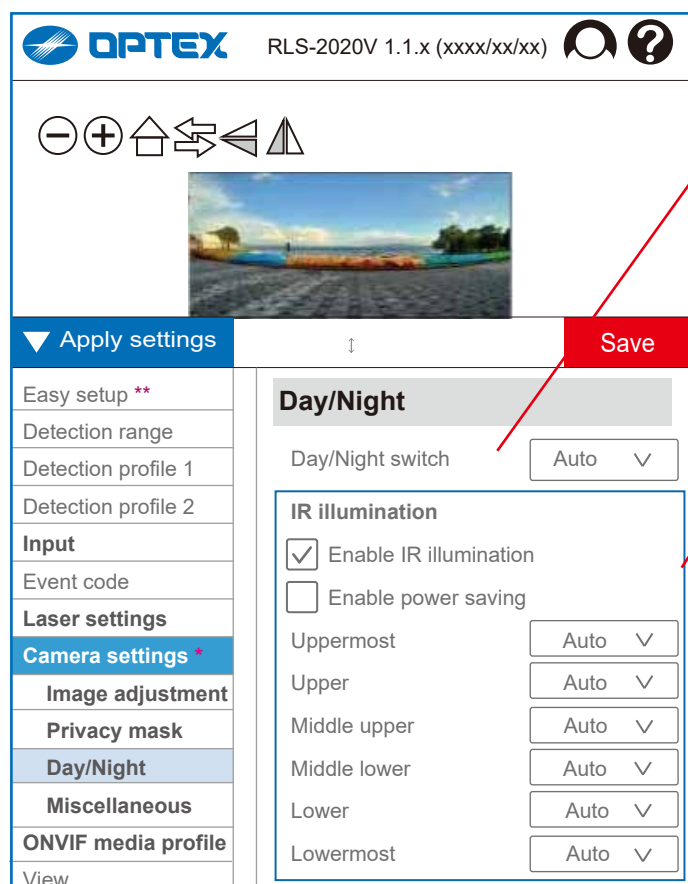 OPTEX RLS-2020V 1.1.x (xxxx/xx/xx)
Apply settings
Save
Easy setup **
Detection range
Detection profile 1
Detection profile 2
Input
Event code
Laser settings
Camera settings *
Image adjustment
Privacy mask
Day/Night
Miscellaneous
ONVIF media profile
View
Day/Night
Day/Night switch Auto
IR illumination
Enable IR illumination
Enable power saving
Uppermost Auto
Upper Auto
Middle upper Auto
Middle lower Auto
Lower Auto
Lowermost Auto